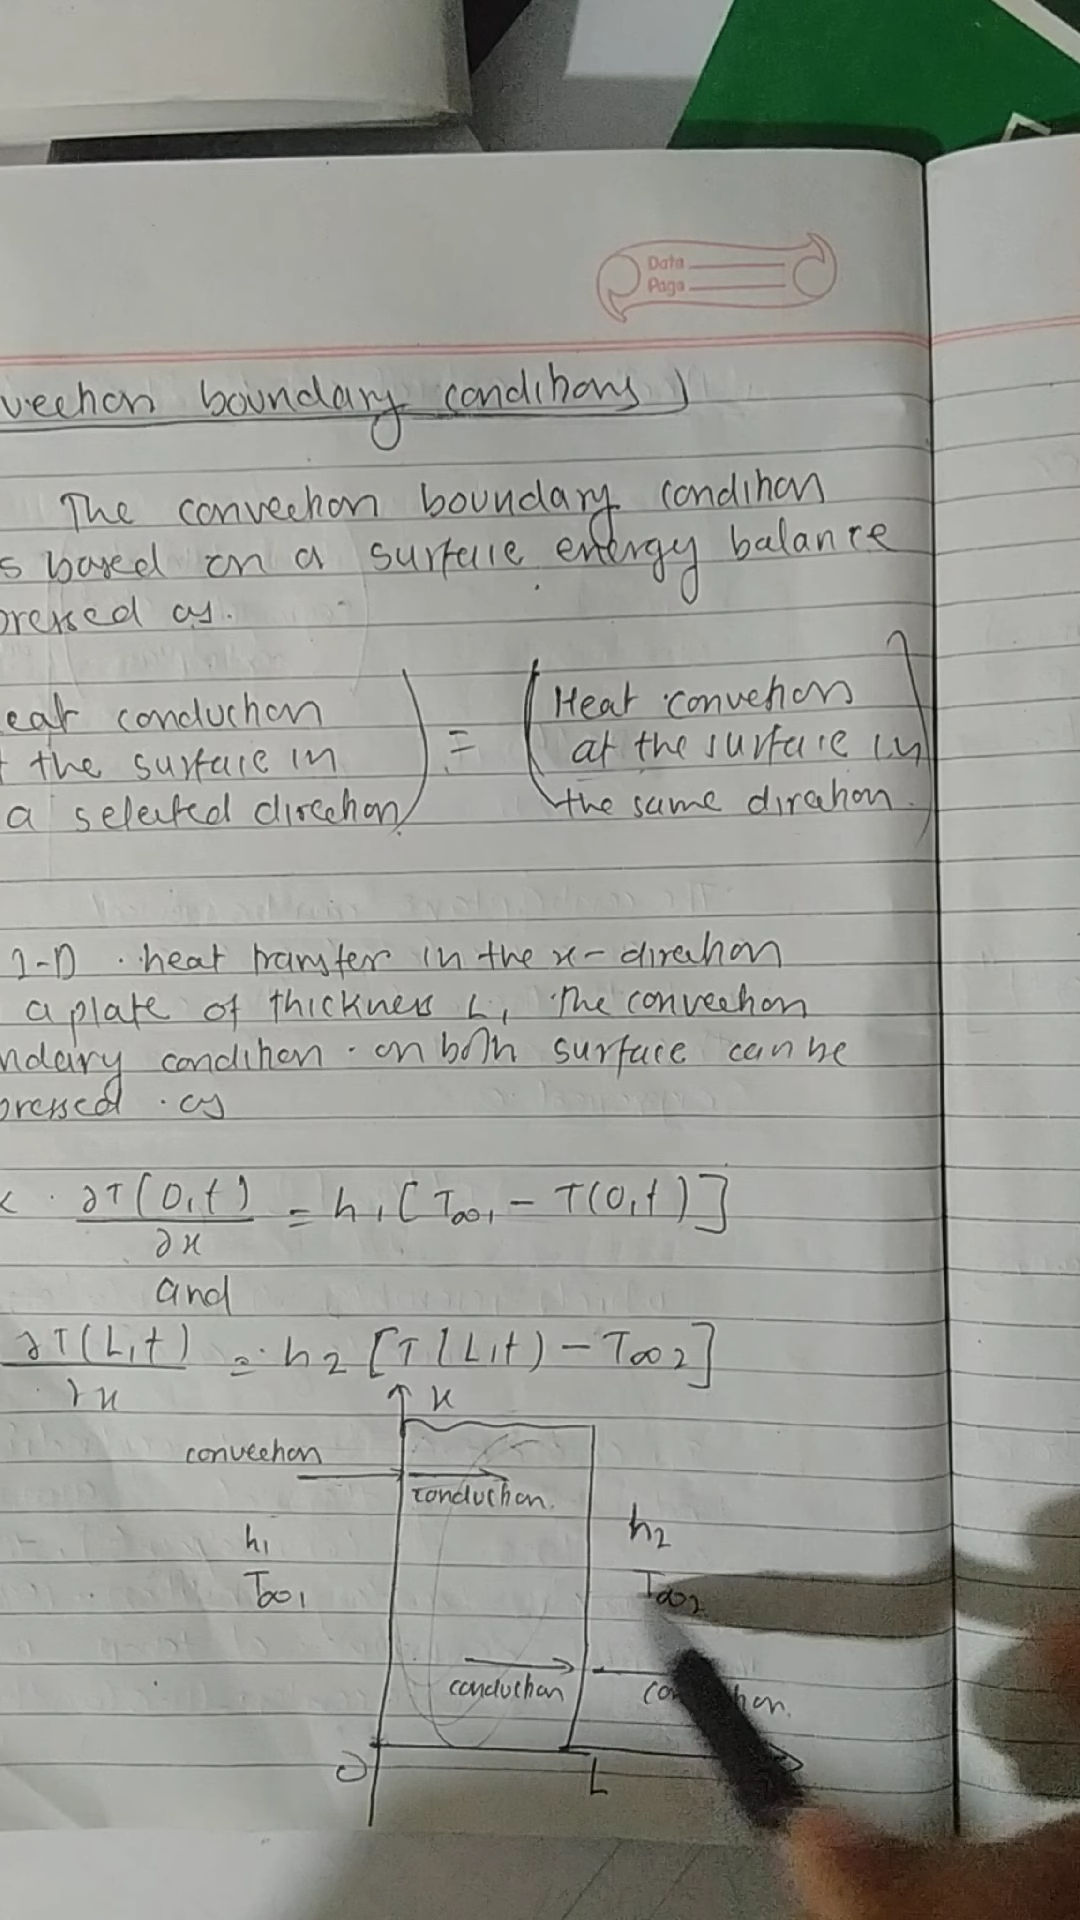 Data
Page
vection boundary conditions)
The convection boundary condition
s based on a surface energy balance
pressed as.
eat conduction
the surface in
a selected direction
=
Heat convection
at the surface in
the same direction.
1-D heat transfer in the x-direction
a plate of thickness L, The convection
ndary condition on both surface can be
pressed as
∂T(0,t) / ∂x = h1 [T∞1 - T(0,t)]
and
∂T(L,t) / ∂x = h2 [T(L,t) - T∞2]
x
convection
conduction.
h1
h2
T∞1
T∞2
conduction
0
L